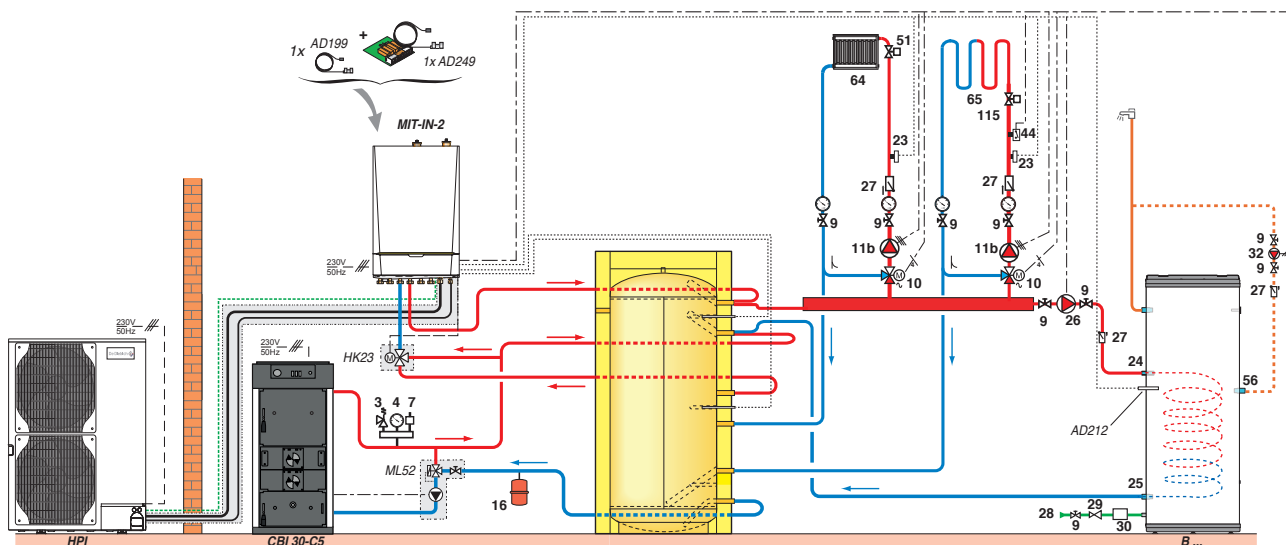 1x AD199
+
1x AD249
MIT-IN-2
51
64
65
115
44
23
23
27
27
9
9
9
9
11b
11b
M
10
M
10
230V
50Hz
230V
50Hz
230V
50Hz
HK23
M
3 4 7
ML52
16
9
26
9
27
24
AD212
25
56
9
32
9
27
28
9
29
30
HPI
CBI 30-C5
B ...